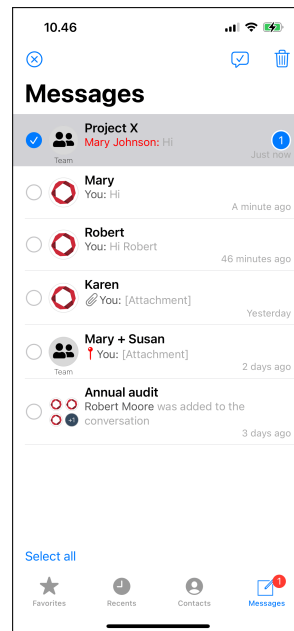 10.46
Messages
Project X
Mary Johnson: Hi
1
Just now
Team
Mary
You: Hi
A minute ago
Robert
You: Hi Robert
46 minutes ago
Karen
You: [Attachment]
Yesterday
Mary + Susan
You: [Attachment]
Team
2 days ago
Annual audit
Robert Moore was added to the
conversation
+1
3 days ago
Select all
1
Favorites Recents Contacts Messages